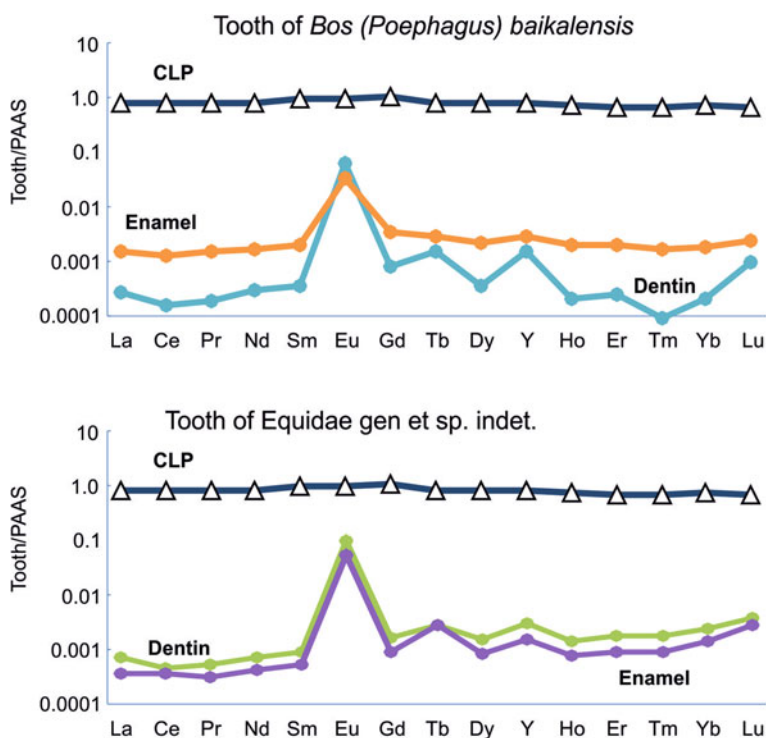 Tooth of Bos (Poephagus) baikalensis
10
CLP
1.0
0.1
Tooth/PAAS
Enamel
0.01
0.001
Dentin
0.0001
La Ce Pr Nd Sm Eu Gd Tb Dy Y Ho Er Tm Yb Lu
Tooth of Equidae gen et sp. indet.
10
CLP
1.0
0.1
Tooth/PAAS
0.01
Dentin
0.001
Enamel
0.0001
La Ce Pr Nd Sm Eu Gd Tb Dy Y Ho Er Tm Yb Lu